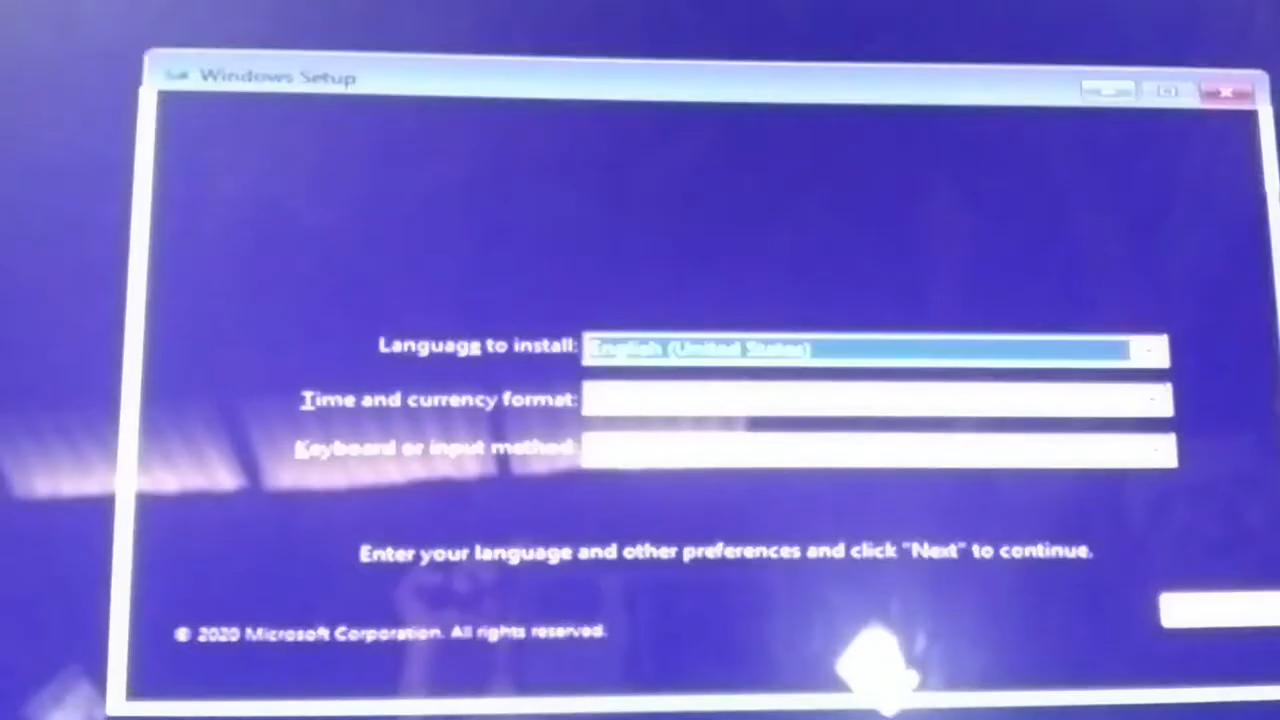 Windows Setup
Language to install: English (United States)
Time and currency format:
Keyboard or input method:
Enter your language and other preferences and click "Next" to continue.
© 2020 Microsoft Corporation. All rights reserved.